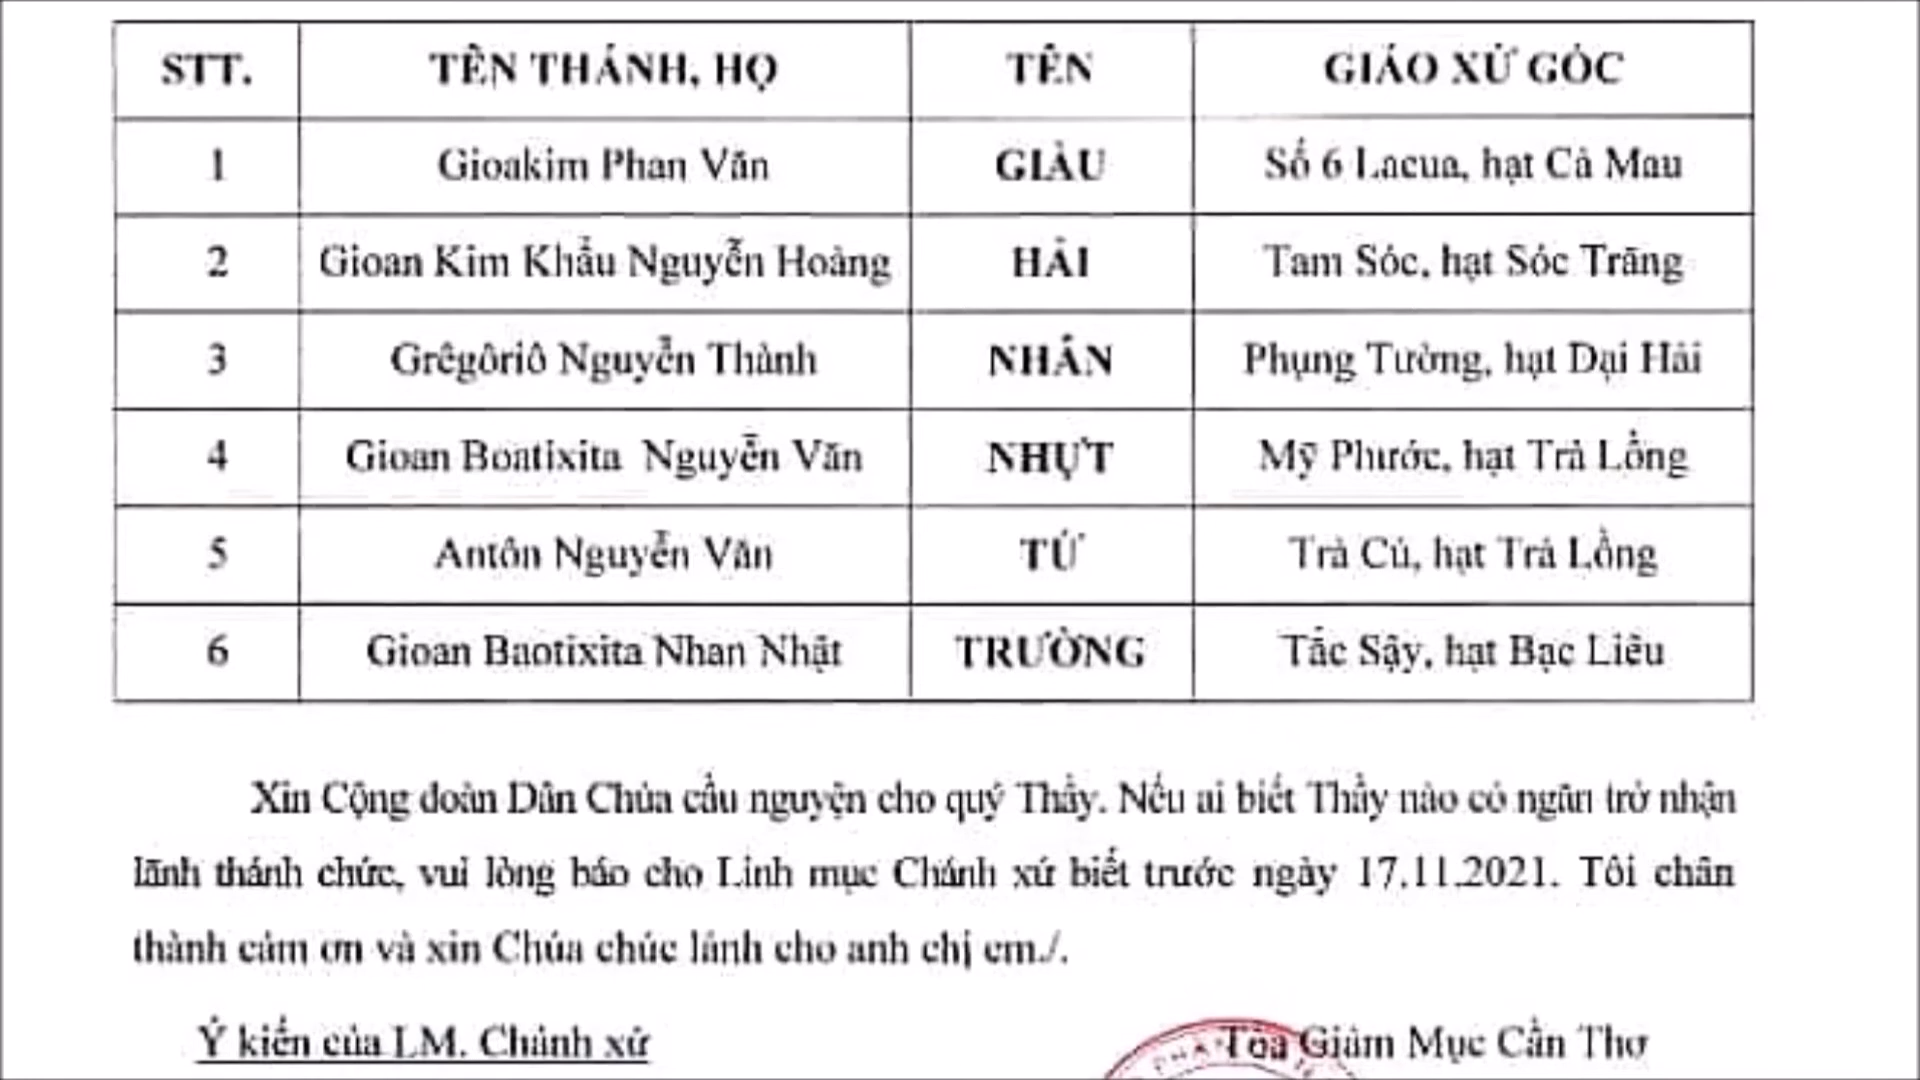 STT. TÊN THÁNH, HỌ TÊN GIÁO XỨ GỐC
1 Gioakim Phan Văn GIÀU Số 6 Lacua, hạt Cà Mau
2 Gioan Kim Khẩu Nguyễn Hoàng HẢI Tam Sóc, hạt Sóc Trăng
3 Grêgôriô Nguyễn Thành NHÂN Phụng Tường, hạt Đại Hải
4 Gioan Boatixita Nguyễn Văn NHỰT Mỹ Phước, hạt Trà Lồng
5 Antôn Nguyễn Văn TỨ Trà Cú, hạt Trà Lồng
6 Gioan Baotixita Nhan Nhật TRƯỜNG Tắc Sậy, hạt Bạc Liêu
Xin Cộng đoàn Dân Chúa cầu nguyện cho quý Thầy. Nếu ai biết Thầy nào có ngăn trở nhận
lãnh thánh chức, vui lòng báo cho Linh mục Chánh xứ biết trước ngày 17.11.2021. Tôi chân
thành cám ơn và xin Chúa chúc lành cho anh chị em./.
Ý kiến của LM. Chánh xứ Tòa Giám Mục Cần Thơ